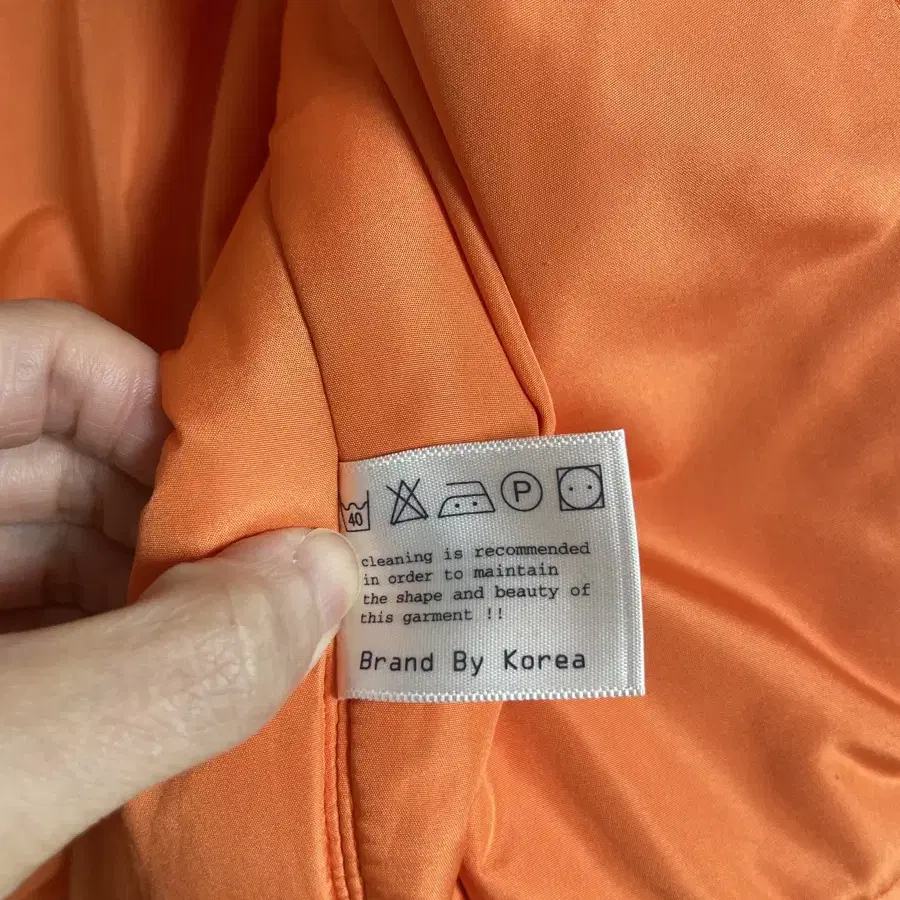 40 P
cleaning is recommended
in order to maintain
the shape and beauty of
this garment !!
Brand By Korea